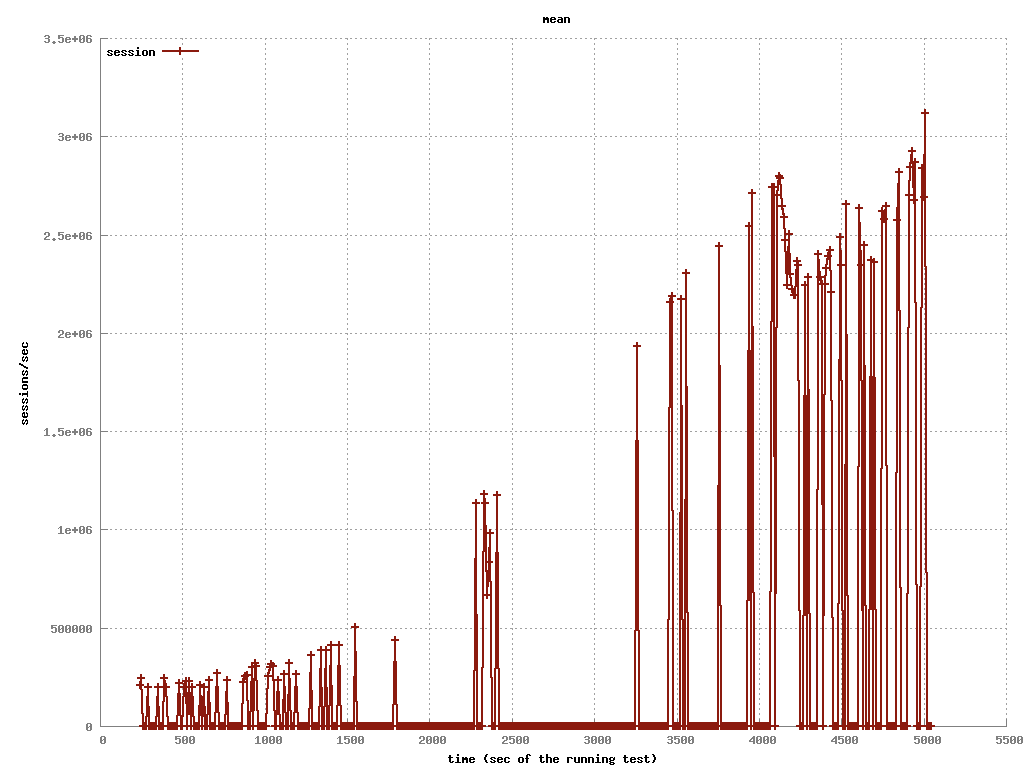 mean
session
3.5e+06
3e+06
2.5e+06
2e+06
1.5e+06
1e+06
500000
0
sessions/sec
0 500 1000 1500 2000 2500 3000 3500 4000 4500 5000 5500
time (sec of the running test)